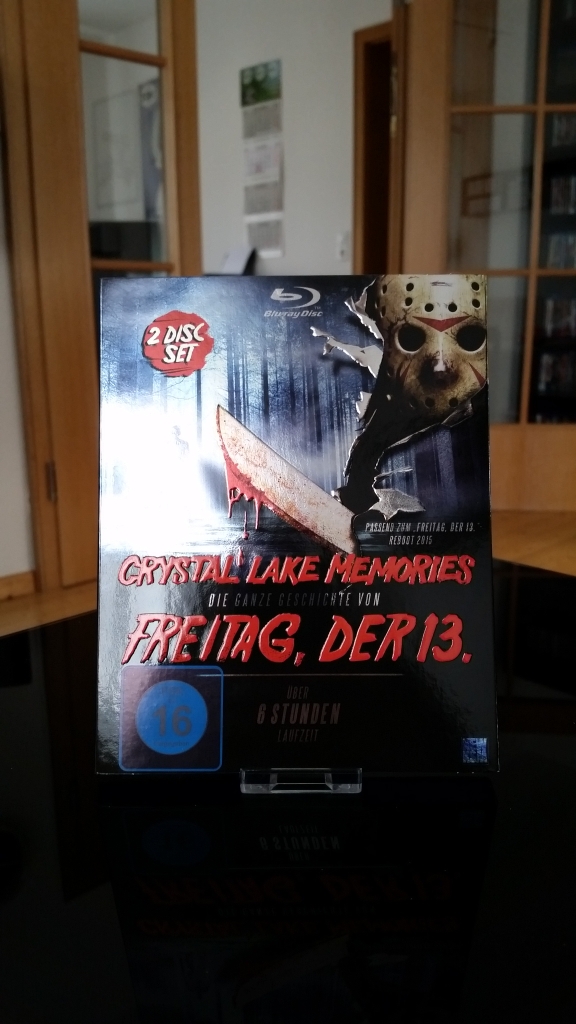 Blu-ray Disc
2 DISC
SET
PASSEND ZUM „FREITAG, DER 13.“
REBOOT 2015
CRYSTAL LAKE MEMORIES
DIE GANZE GESCHICHTE VON
FREITAG, DER 13.
ÜBER
6 STUNDEN
LAUFZEIT
16